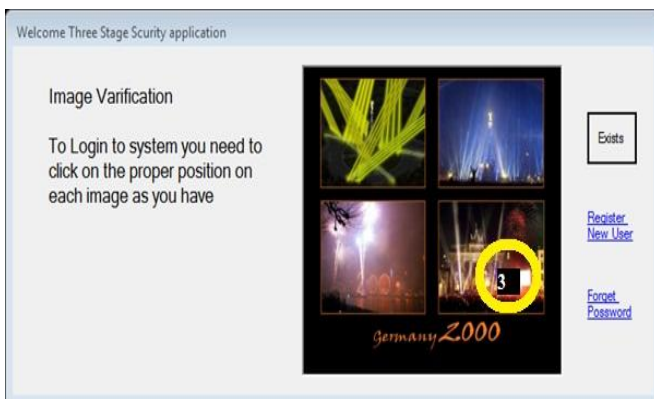 Welcome Three Stage Scurity application
Image Varification
To Login to system you need to
click on the proper position on
each image as you have
Exists
Register
New User
3
Forget
Possword
Germany 2000